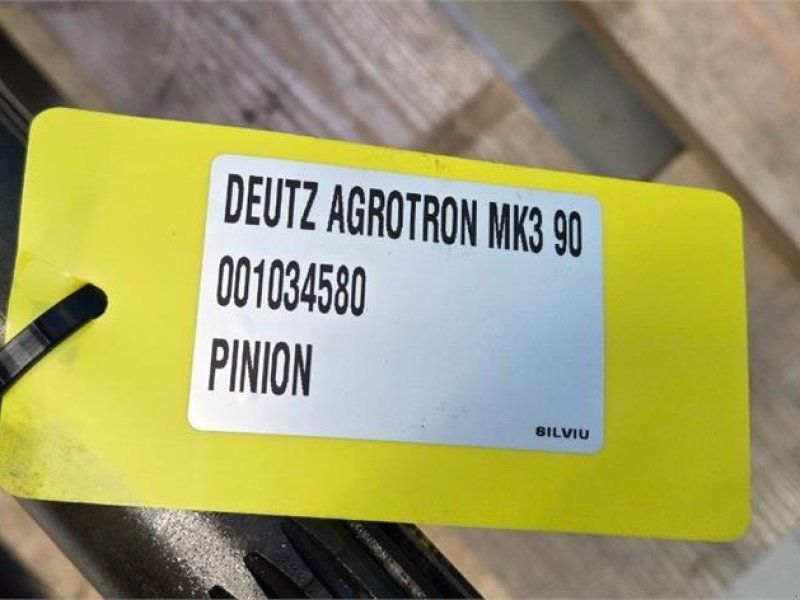 DEUTZ AGROTRON MK3 90
001034580
PINION
SILVIU